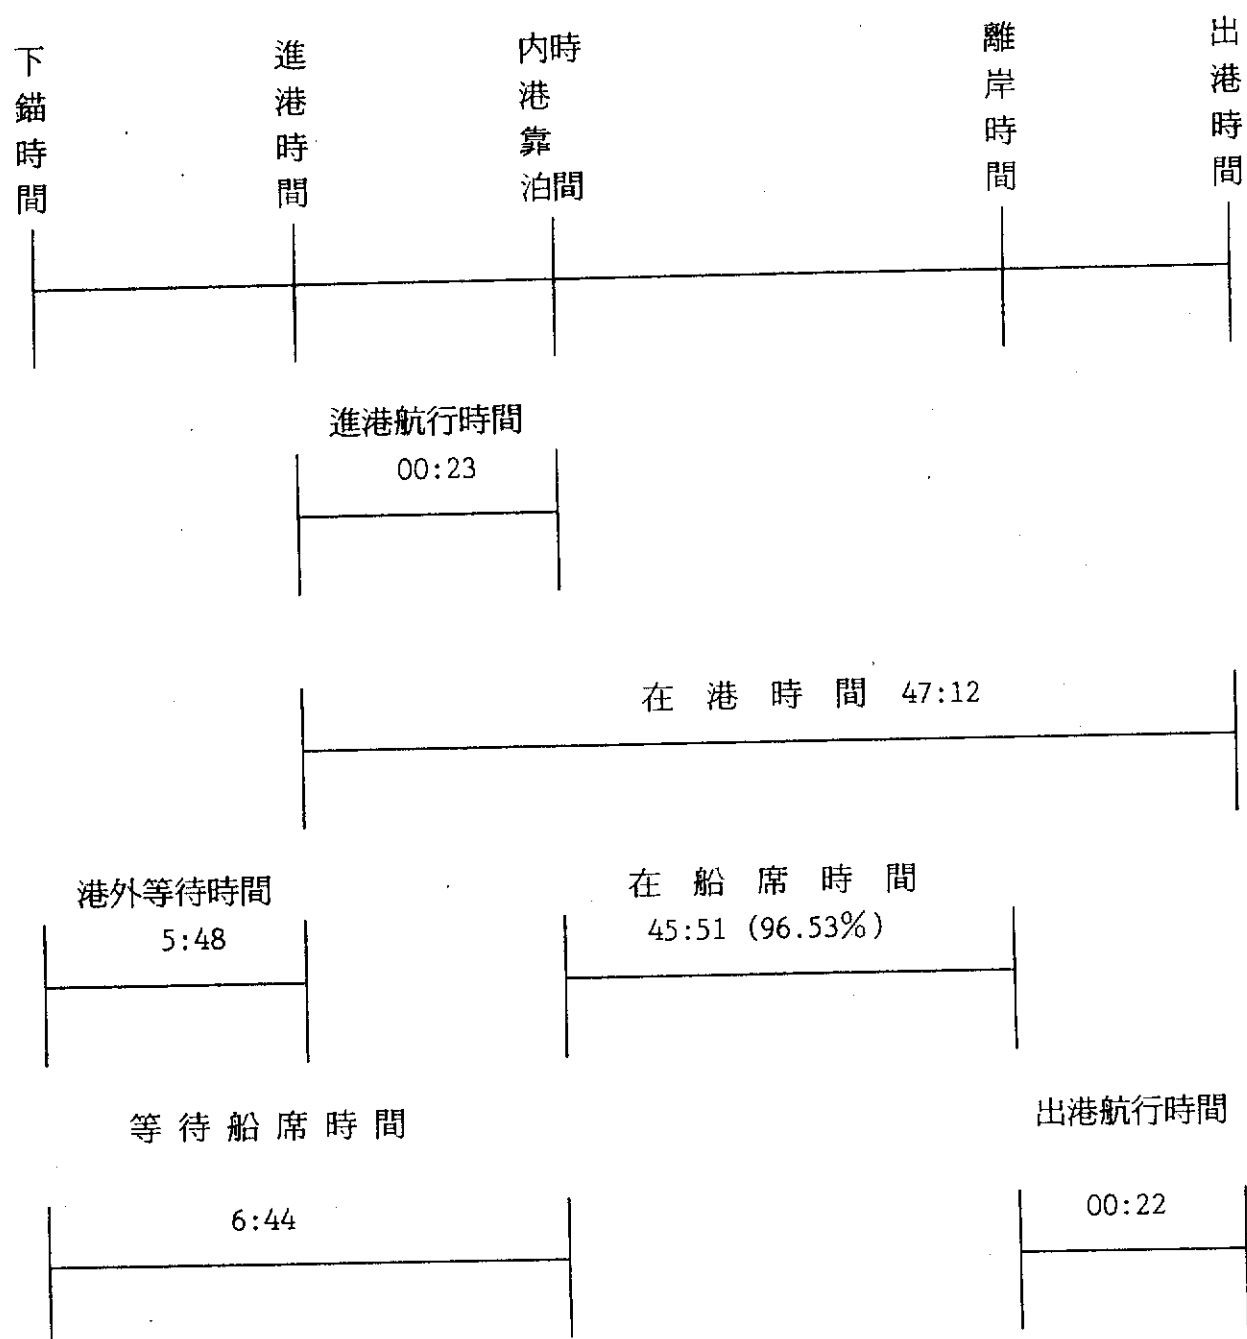 下錨時間
進港時間
内港靠泊時間
離岸時間
出港時間
進港航行時間
00:23
在港時間 47:12
港外等待時間
5:48
在船席時間
45:51 (96.53%)
等待船席時間
6:44
出港航行時間
00:22